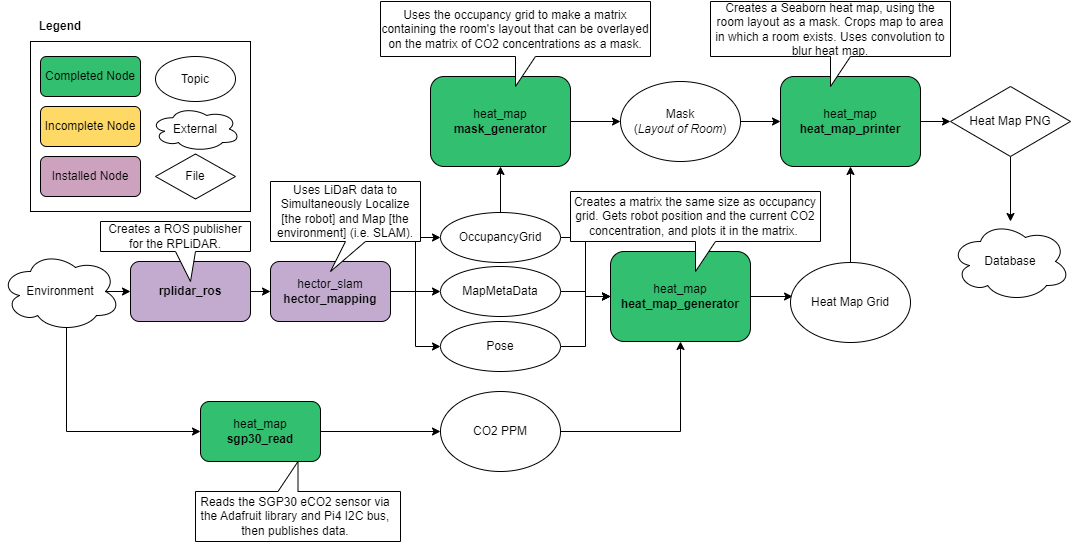 Legend
Completed Node
Topic
Incomplete Node
External
Installed Node
File
Uses the occupancy grid to make a matrix
containing the room's layout that can be overlayed
on the matrix of CO2 concentrations as a mask.
Creates a Seaborn heat map, using the
room layout as a mask. Crops map to area
in which a room exists. Uses convolution to
blur heat map.
heat_map
mask_generator
Mask
(Layout of Room)
heat_map
heat_map_printer
Heat Map PNG
Database
Creates a ROS publisher
for the RPLiDAR.
Uses LiDaR data to
Simultaneously Localize
[the robot] and Map [the
environment] (i.e. SLAM).
Creates a matrix the same size as occupancy
grid. Gets robot position and the current CO2
concentration, and plots it in the matrix.
Environment
rplidar_ros
hector_slam
hector_mapping
OccupancyGrid
MapMetaData
Pose
heat_map
heat_map_generator
Heat Map Grid
heat_map
sgp30_read
CO2 PPM
Reads the SGP30 eCO2 sensor via
the Adafruit library and Pi4 I2C bus,
then publishes data.